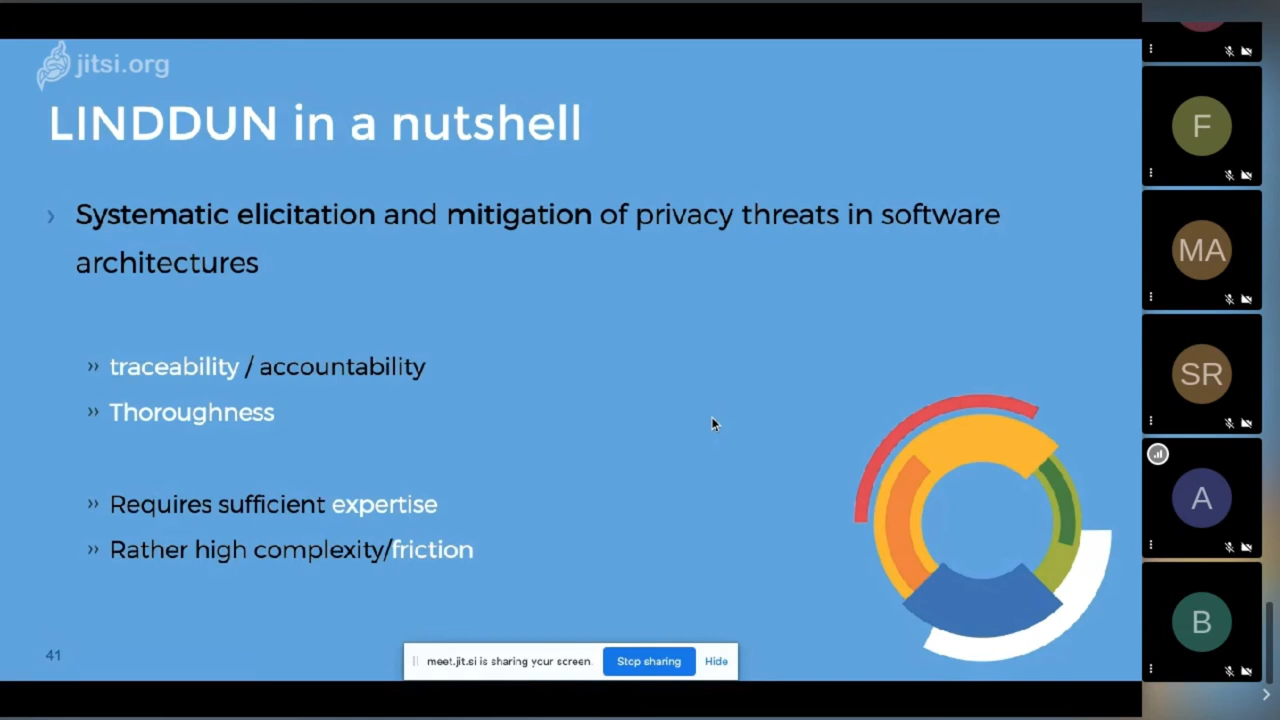 jitsi.org
LINDDUN in a nutshell
› Systematic elicitation and mitigation of privacy threats in software
architectures
›› traceability / accountability
›› Thoroughness
›› Requires sufficient expertise
›› Rather high complexity/friction
41
meet.jit.si is sharing your screen. Stop sharing Hide
F
MA
SR
A
B